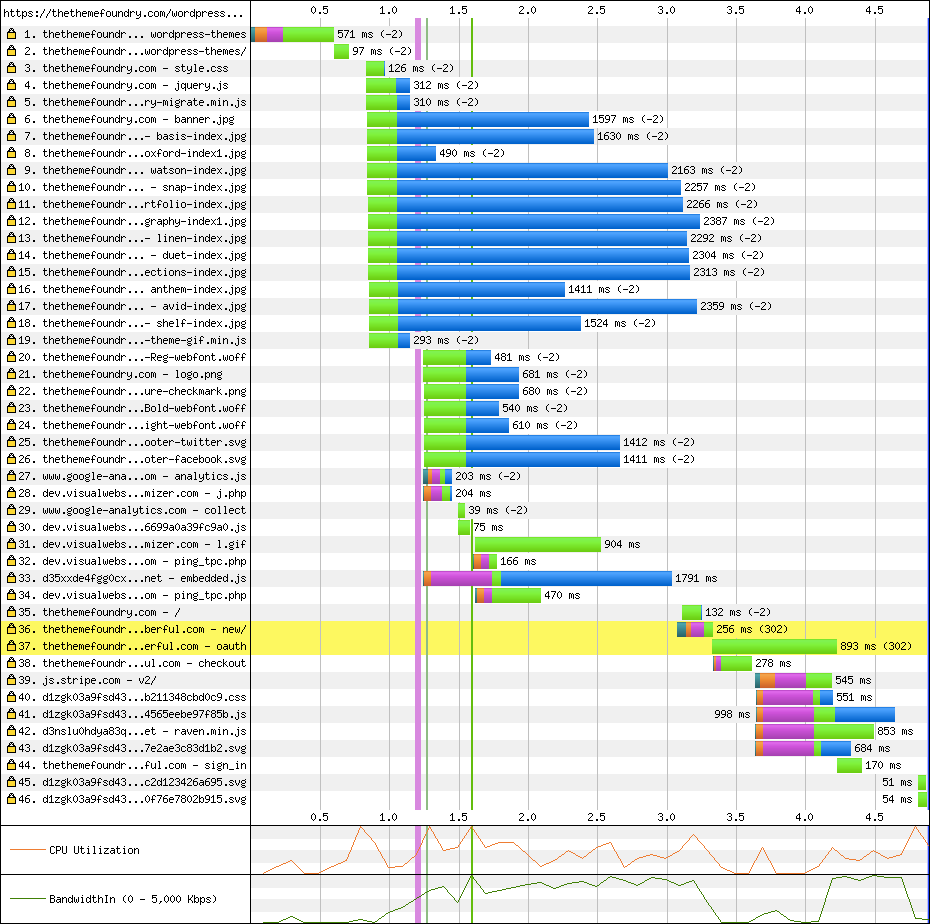 https://thethemefoundry.com/wordpress... 0.5 1.0 1.5 2.0 2.5 3.0 3.5 4.0 4.5
1. thethemefoundr... wordpress-themes 571 ms (-2)
2. thethemefoundr...wordpress-themes/ 97 ms (-2)
3. thethemefoundry.com - style.css 126 ms (-2)
4. thethemefoundry.com - jquery.js 312 ms (-2)
5. thethemefoundr...ry-migrate.min.js 310 ms (-2)
6. thethemefoundry.com - banner.jpg 1597 ms (-2)
7. thethemefoundr...- basis-index.jpg 1630 ms (-2)
8. thethemefoundr...oxford-index1.jpg 490 ms (-2)
9. thethemefoundr... watson-index.jpg 2163 ms (-2)
10. thethemefoundr... - snap-index.jpg 2257 ms (-2)
11. thethemefoundr...rtfolio-index.jpg 2266 ms (-2)
12. thethemefoundr...graphy-index1.jpg 2387 ms (-2)
13. thethemefoundr...- linen-index.jpg 2292 ms (-2)
14. thethemefoundr... - duet-index.jpg 2304 ms (-2)
15. thethemefoundr...ections-index.jpg 2313 ms (-2)
16. thethemefoundr... anthem-index.jpg 1411 ms (-2)
17. thethemefoundr... - avid-index.jpg 2359 ms (-2)
18. thethemefoundr...- shelf-index.jpg 1524 ms (-2)
19. thethemefoundr...-theme-gif.min.js 293 ms (-2)
20. thethemefoundr...-Reg-webfont.woff 481 ms (-2)
21. thethemefoundry.com - logo.png 681 ms (-2)
22. thethemefoundr...ure-checkmark.png 680 ms (-2)
23. thethemefoundr...Bold-webfont.woff 540 ms (-2)
24. thethemefoundr...ight-webfont.woff 610 ms (-2)
25. thethemefoundr...ooter-twitter.svg 1412 ms (-2)
26. thethemefoundr...oter-facebook.svg 1411 ms (-2)
27. www.google-ana...om - analytics.js 203 ms (-2)
28. dev.visualwebs...mizer.com - j.php 204 ms
29. www.google-analytics.com - collect 39 ms (-2)
30. dev.visualwebs...6699a0a39fc9a0.js 75 ms
31. dev.visualwebs...mizer.com - l.gif 904 ms
32. dev.visualwebs...om - ping_tpc.php 166 ms
33. d35xxde4fgg0cx...net - embedded.js 1791 ms
34. dev.visualwebs...om - ping_tpc.php 470 ms
35. thethemefoundry.com - / 132 ms (-2)
36. thethemefoundr...berful.com - new/ 256 ms (302)
37. thethemefoundr...erful.com - oauth 893 ms (302)
38. thethemefoundr...ul.com - checkout 278 ms
39. js.stripe.com - v2/ 545 ms
40. d1zgk03a9fsd43...b211348cbd0c9.css 551 ms
41. d1zgk03a9fsd43...4565eebe97f85b.js 998 ms
42. d3nslu0hdya83q...et - raven.min.js 853 ms
43. d1zgk03a9fsd43...7e2ae3c83d1b2.svg 684 ms
44. thethemefoundr...ful.com - sign_in 170 ms
45. d1zgk03a9fsd43...c2d123426a695.svg 51 ms
46. d1zgk03a9fsd43...0f76e7802b915.svg 54 ms
0.5 1.0 1.5 2.0 2.5 3.0 3.5 4.0 4.5
CPU Utilization
BandwidthIn (0 - 5,000 Kbps)